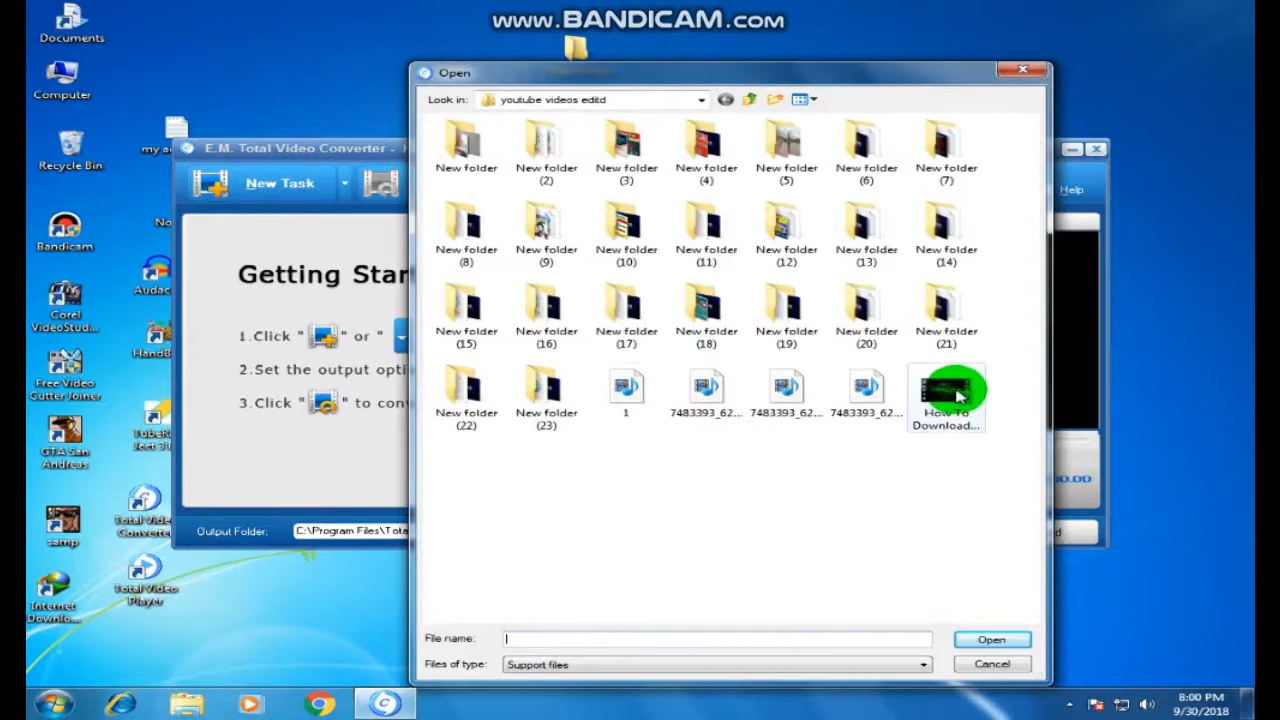 www.BANDICAM.com
Documents
Computer
Recycle Bin
Bandicam
Corel
VideoStud...
Free Video
Cutter Joiner
GTA San
Andreas
samp
Internet
Downlo...
my a
No
Audac
HandB
Total Vide
Converte
Total Video
Player
E.M. Total Video Converter -
New Task
Help
Getting Star
1.Click " " or "
2.Set the output opti
3.Click " " to conv
Output Folder:
C:\Program Files\Tota
00.00
d
Open
Look in:
youtube videos editd
New folder
New folder
(2)
New folder
(3)
New folder
(4)
New folder
(5)
New folder
(6)
New folder
(7)
New folder
(8)
New folder
(9)
New folder
(10)
New folder
(11)
New folder
(12)
New folder
(13)
New folder
(14)
New folder
(15)
New folder
(16)
New folder
(17)
New folder
(18)
New folder
(19)
New folder
(20)
New folder
(21)
New folder
(22)
New folder
(23)
1
7483393_62...
7483393_62...
7483393_62...
How To
Download...
File name:
Open
Files of type:
Support files
Cancel
8:00 PM
9/30/2018